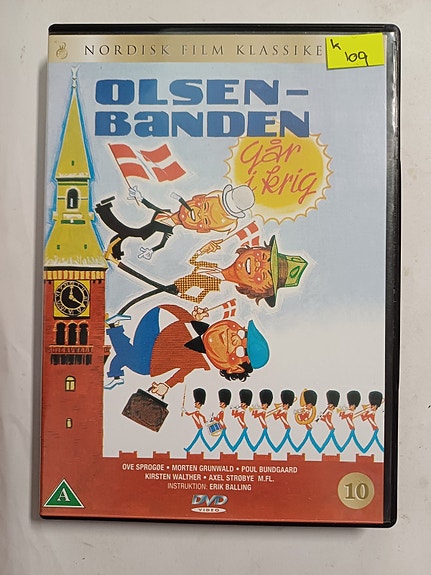 NORDISK FILM KLASSIKE
k
109
OLSEN-
BANDEN
går
i krig
OVE SPROGØE • MORTEN GRUNWALD • POUL BUNDGAARD
KIRSTEN WALTHER • AXEL STRØBYE M.FL.
INSTRUKTION: ERIK BALLING
A
DVD
VIDEO
10